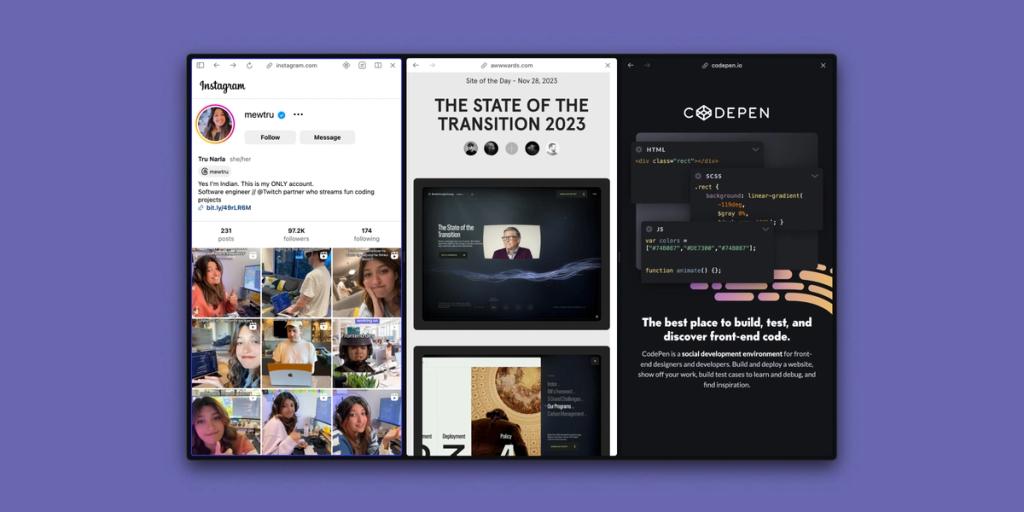 instagram.com
Instagram
mewtru
Follow
Message
Tru Narla she/her
mewtru
Yes I'm Indian. This is my ONLY account.
Software engineer // @Twitch partner who streams fun coding
projects
bit.ly/49rLR6M
231
posts
97.2K
followers
174
following
awwwards.com
Site of the Day - Nov 28, 2023
THE STATE OF THE
TRANSITION 2023
The State of the
Transition
Deployment
Policy
Our Programs
codepen.io
CODEPEN
HTML
<div class="rect"></div>
SCSS
.rect {
background: linear-gradient(
-119deg,
$gray 0%,
JS
var colors =
["#74B087","#DE7300","#74B087"];
function animate() {};
The best place to build, test, and
discover front-end code.
CodePen is a social development environment for front-
end designers and developers. Build and deploy a website,
show off your work, build test cases to learn and debug, and
find inspiration.